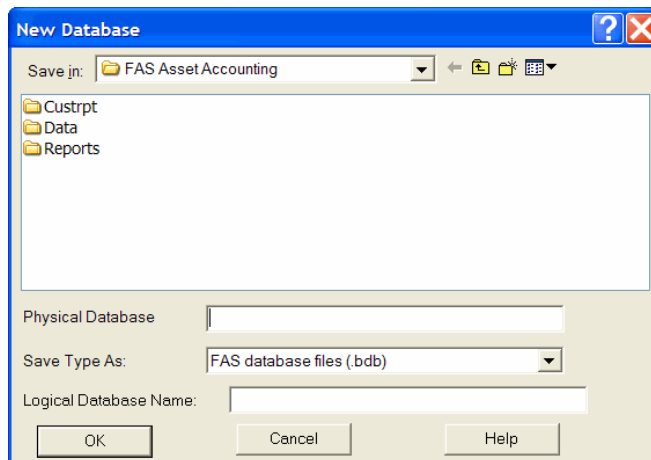 New Database
Save in: FAS Asset Accounting
Custrpt
Data
Reports
Physical Database
Save Type As: FAS database files (.bdb)
Logical Database Name:
OK Cancel Help